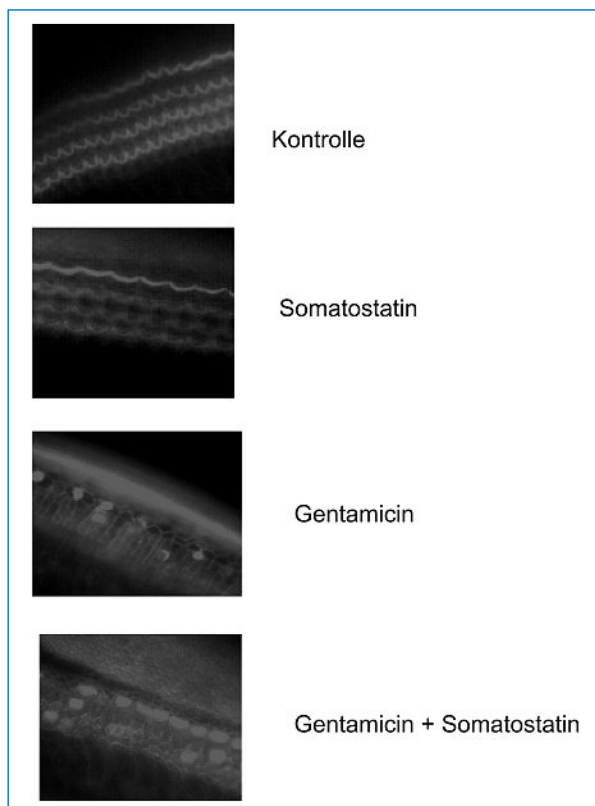 Kontrolle
Somatostatin
Gentamicin
Gentamicin + Somatostatin